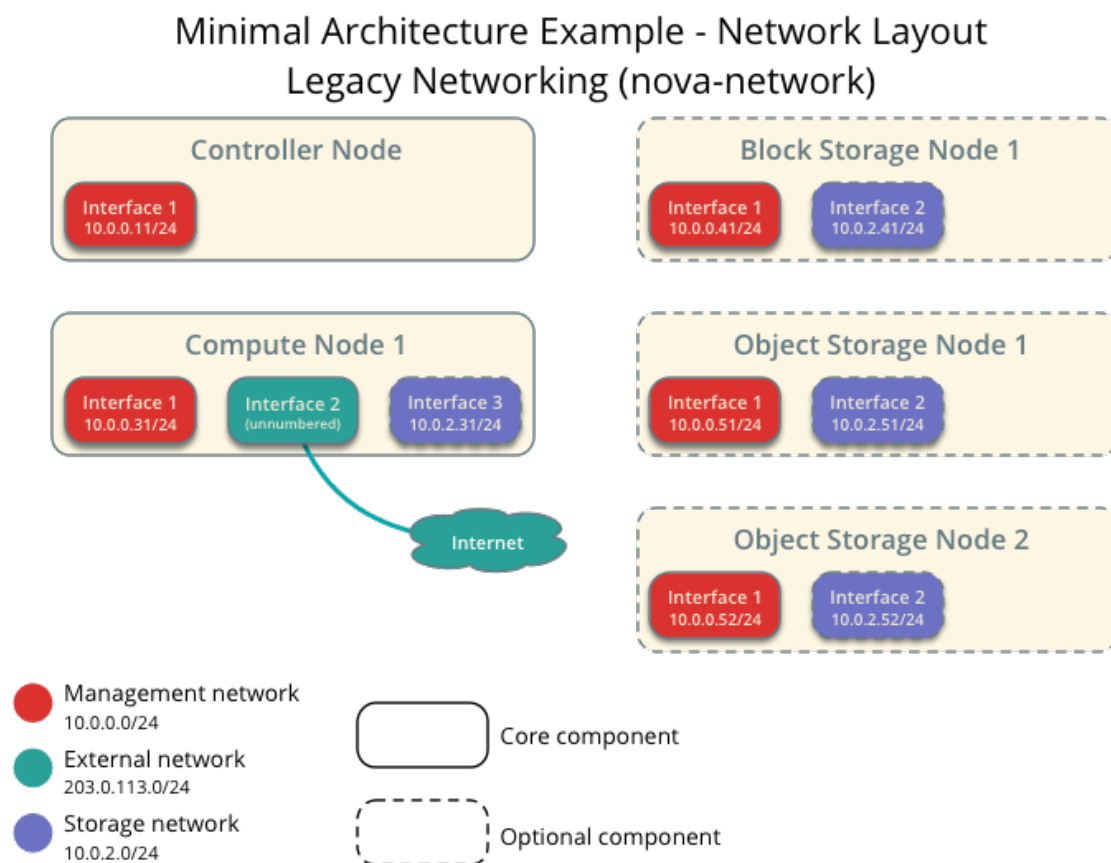 Minimal Architecture Example - Network Layout
Legacy Networking (nova-network)
Controller Node
Interface 1
10.0.0.11/24
Block Storage Node 1
Interface 1
10.0.0.41/24
Interface 2
10.0.2.41/24
Compute Node 1
Interface 1
10.0.0.31/24
Interface 2
(unnumbered)
Interface 3
10.0.2.31/24
Object Storage Node 1
Interface 1
10.0.0.51/24
Interface 2
10.0.2.51/24
Internet
Object Storage Node 2
Interface 1
10.0.0.52/24
Interface 2
10.0.2.52/24
Management network
10.0.0.0/24
External network
203.0.113.0/24
Storage network
10.0.2.0/24
Core component
Optional component